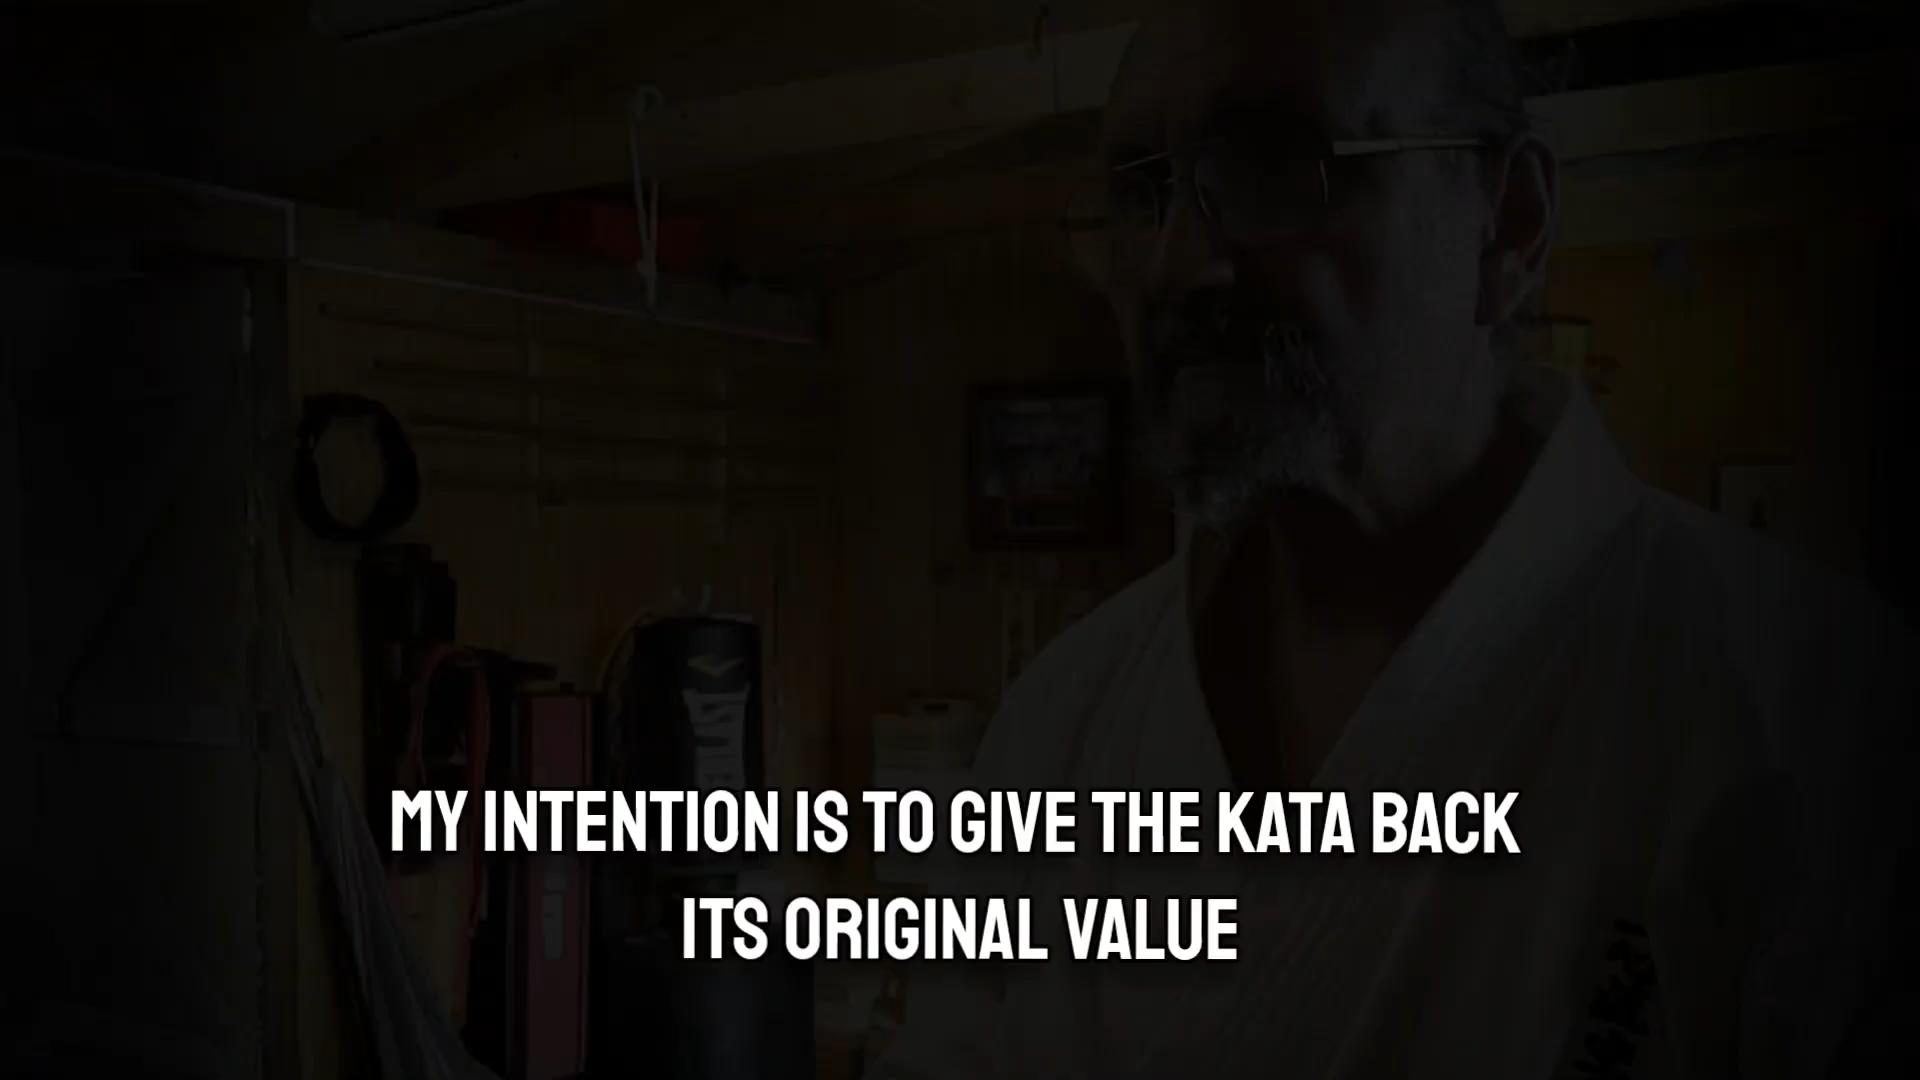 MY INTENTION IS TO GIVE THE KATA BACK
ITS ORIGINAL VALUE